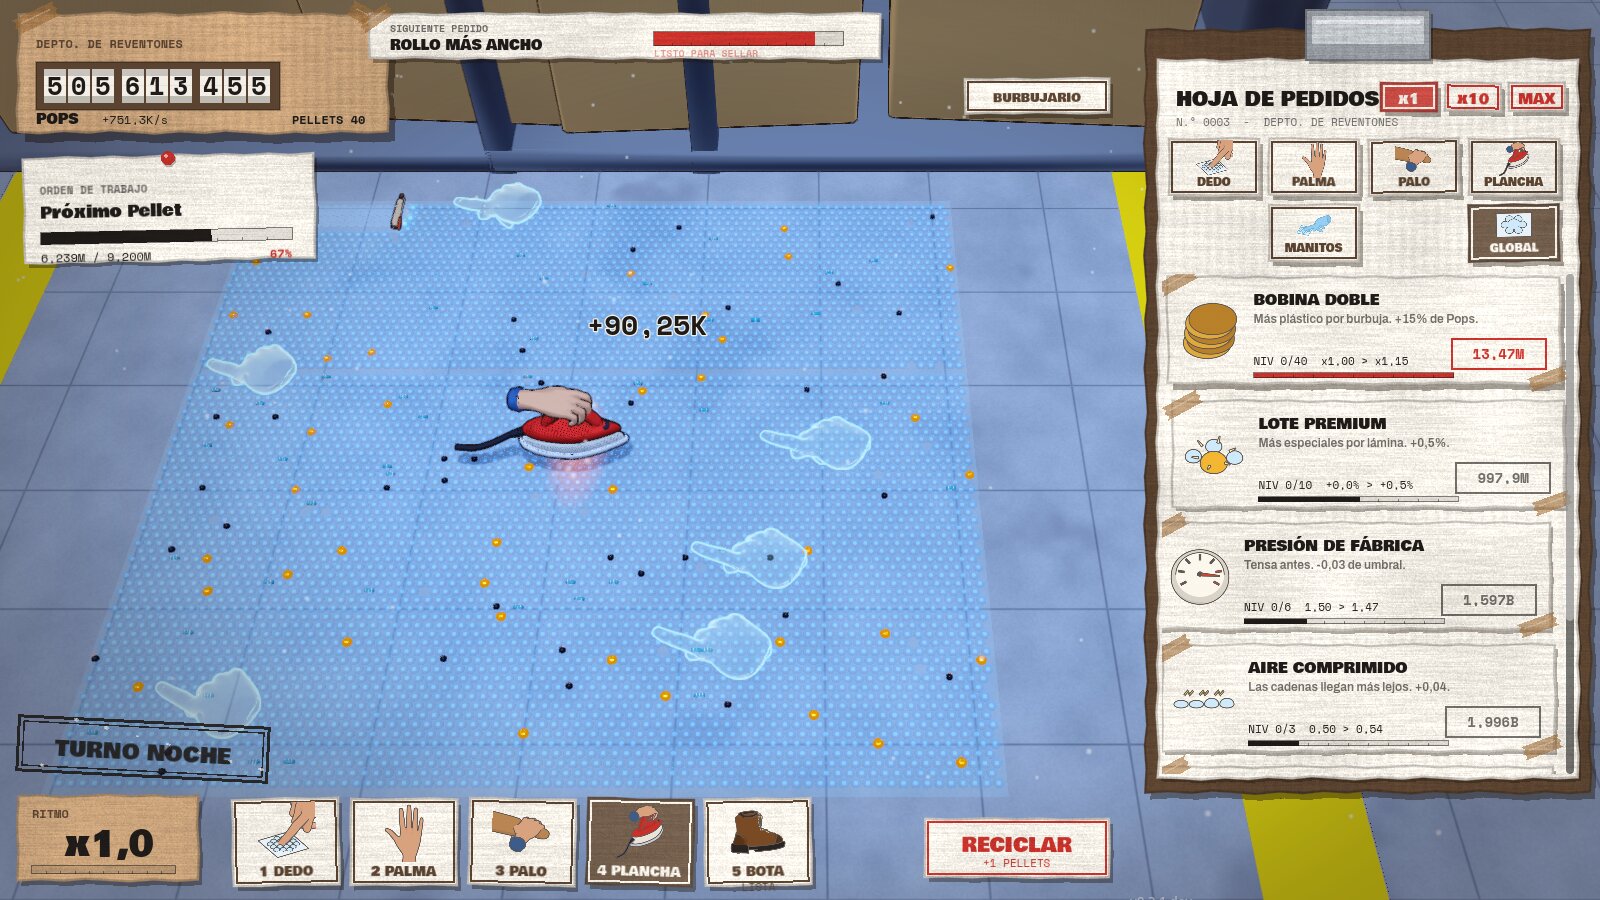 DEPTO. DE REVENTONES
505 613 455
POPS +751.3K/s PELLETS 40
SIGUIENTE PEDIDO
ROLLO MÁS ANCHO
LISTO PARA SELLAR
BURBUJARIO
ORDEN DE TRABAJO
Próximo Pellet
6.239M / 9.200M 67%
+90,25K
TURNO NOCHE
RITMO
x1,0
1 DEDO
2 PALMA
3 PALO
4 PLANCHA
5 BOTA
LISTA
RECICLAR
+1 PELLETS
HOJA DE PEDIDOS x1 x10 MAX
N.° 0003 - DEPTO. DE REVENTONES
DEDO PALMA PALO PLANCHA
MANITOS GLOBAL
BOBINA DOBLE
Más plástico por burbuja. +15% de Pops.
NIV 0/40 x1.00 > x1.15 13.47M
LOTE PREMIUM
Más especiales por lámina. +0,5%.
NIV 0/10 +0.0% > +0.5% 997.9M
PRESIÓN DE FÁBRICA
Tensa antes. -0,03 de umbral.
NIV 0/6 1.50 > 1.47 1.597B
AIRE COMPRIMIDO
Las cadenas llegan más lejos. +0,04.
NIV 0/3 0.50 > 0.54 1.996B